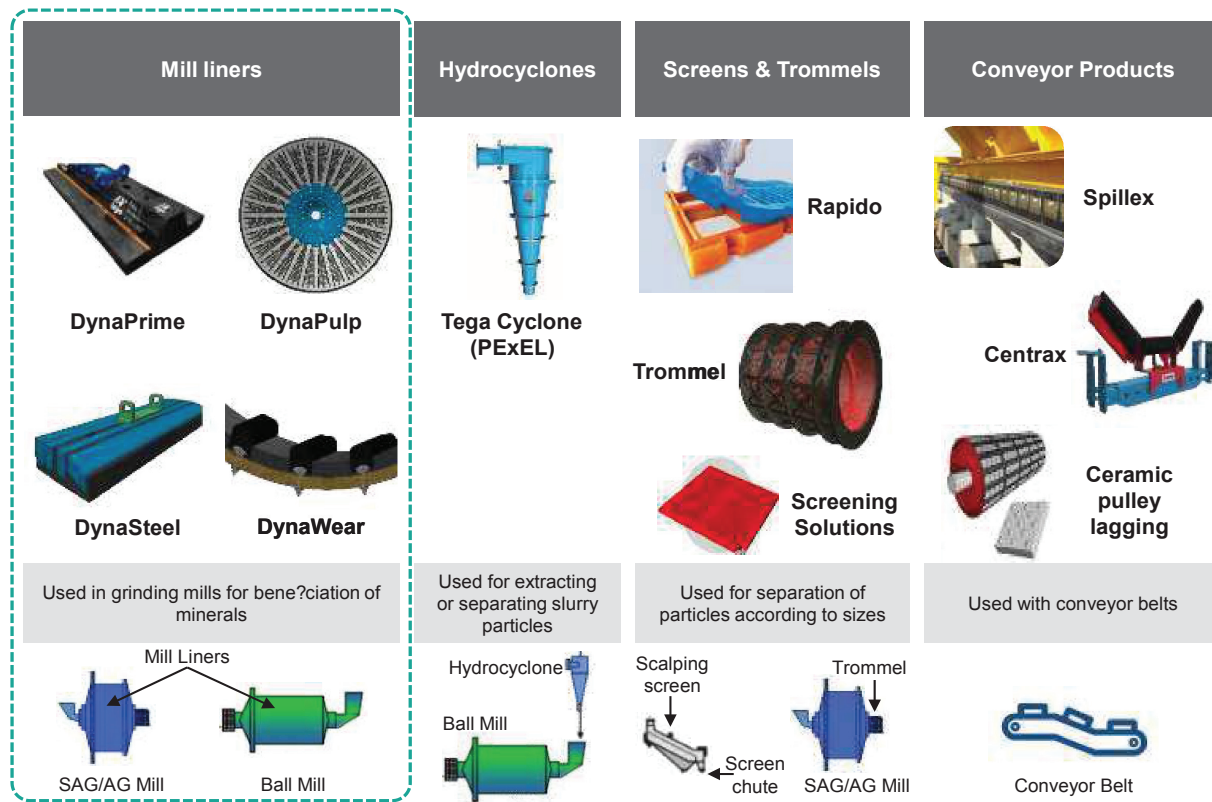 Mill liners
Hydrocyclones
Screens & Trommels
Conveyor Products
DynaPrime
DynaPulp
DynaSteel
DynaWear
Used in grinding mills for bene?ciation of
minerals
Mill Liners
SAG/AG Mill
Ball Mill
Tega Cyclone
(PExEL)
Used for extracting
or separating slurry
particles
Hydrocyclone
Ball Mill
Rapido
Trommel
Screening
Solutions
Used for separation of
particles according to sizes
Scalping
screen
Trommel
Screen
chute
SAG/AG Mill
Spillex
Centrax
Ceramic
pulley
lagging
Used with conveyor belts
Conveyor Belt